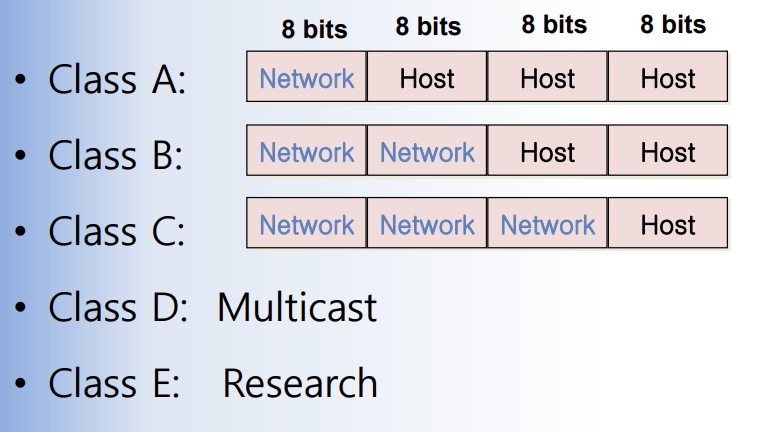 8 bits 8 bits 8 bits 8 bits
• Class A: Network Host Host Host
• Class B: Network Network Host Host
• Class C: Network Network Network Host
• Class D: Multicast
• Class E: Research